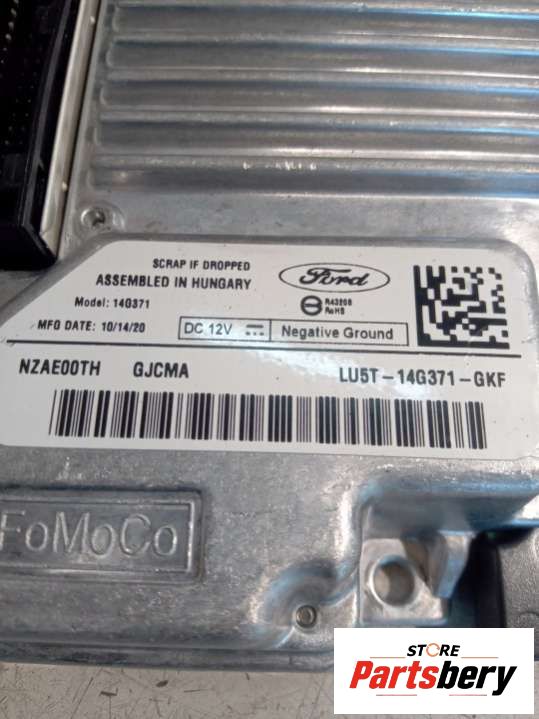 SCRAP IF DROPPED
ASSEMBLED IN HUNGARY
Model: 14G371
MFG DATE: 10/14/20
Ford
RoHS
DC 12V
Negative Ground
NZAE00TH GJCMA LU5T-14G371-GKF
FoMoCo
STORE
Partsbery